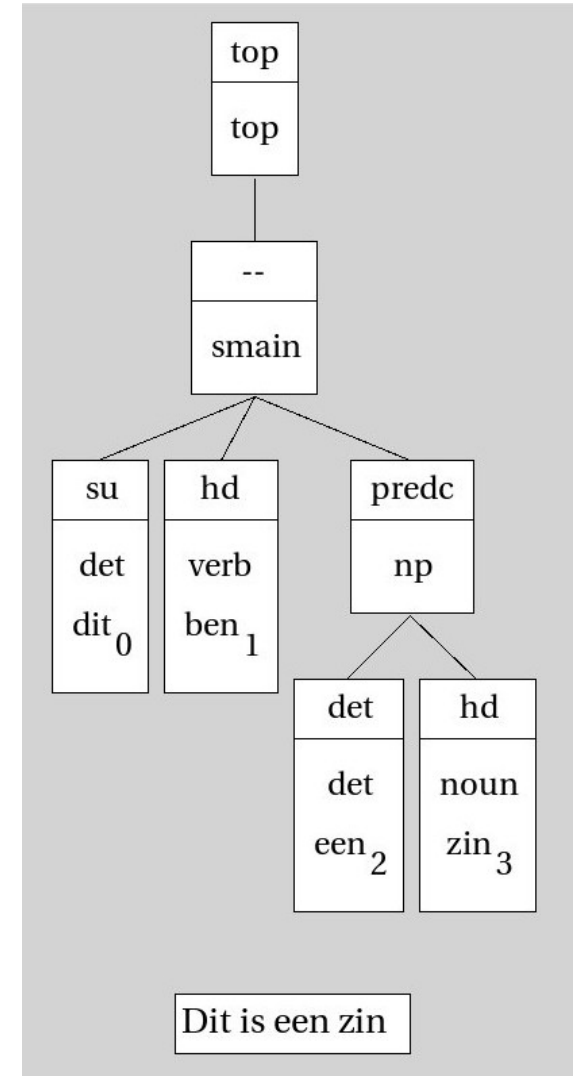 top
top
--
smain
su hd predc
det verb np
dit0 ben1
det hd
det noun
een2 zin3
Dit is een zin